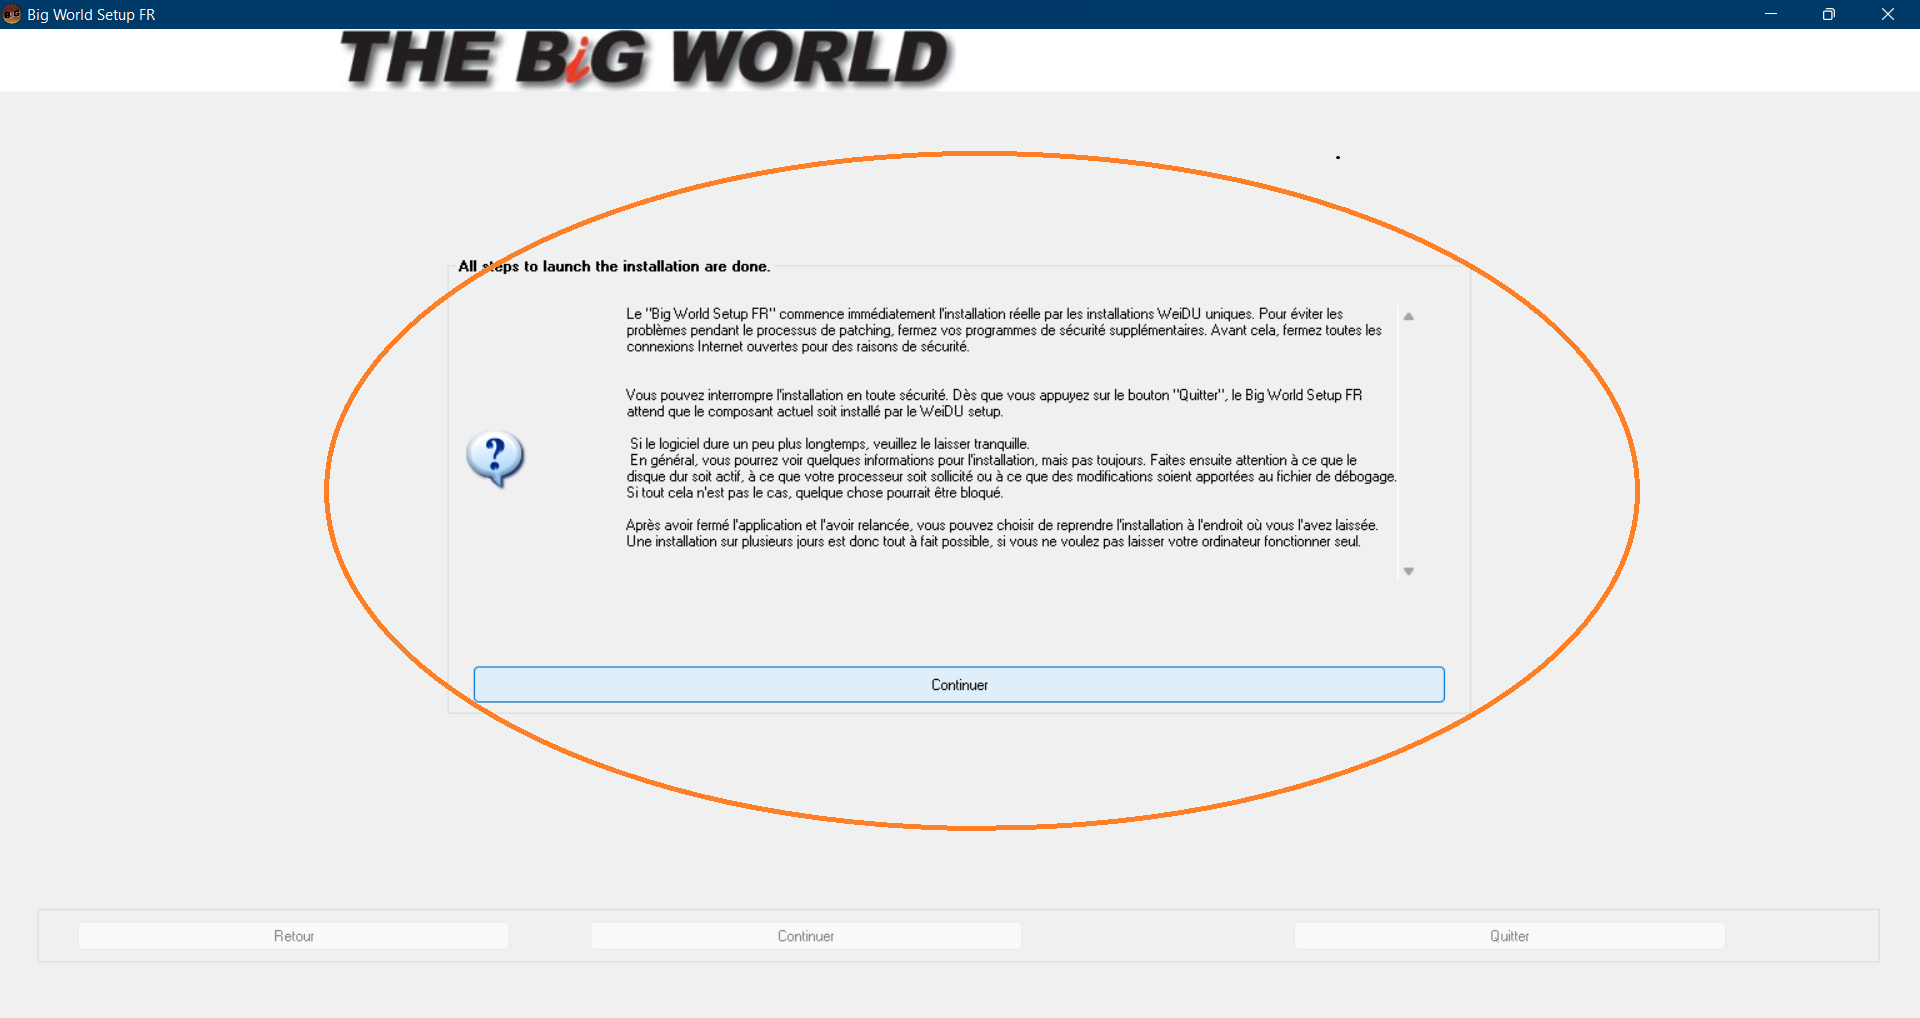 Big World Setup FR
THE BiG WORLD
All steps to launch the installation are done.
Le "Big World Setup FR" commence immédiatement l'installation réelle par les installations WeiDU uniques. Pour éviter les
problèmes pendant le processus de patching, fermez vos programmes de sécurité supplémentaires. Avant cela, fermez toutes les
connexions Internet ouvertes pour des raisons de sécurité.
Vous pouvez interrompre l'installation en toute sécurité. Dès que vous appuyez sur le bouton "Quitter", le Big World Setup FR
attend que le composant actuel soit installé par le WeiDU setup.
Si le logiciel dure un peu plus longtemps, veuillez le laisser tranquille.
En général, vous pourrez voir quelques informations pour l'installation, mais pas toujours. Faites ensuite attention à ce que le
disque dur soit actif, à ce que votre processeur soit sollicité ou à ce que des modifications soient apportées au fichier de débogage.
Si tout cela n'est pas le cas, quelque chose pourrait être bloqué.
Après avoir fermé l'application et l'avoir relancée, vous pouvez choisir de reprendre l'installation à l'endroit où vous l'avez laissée.
Une installation sur plusieurs jours est donc tout à fait possible, si vous ne voulez pas laisser votre ordinateur fonctionner seul.
Continuer
Retour
Continuer
Quitter